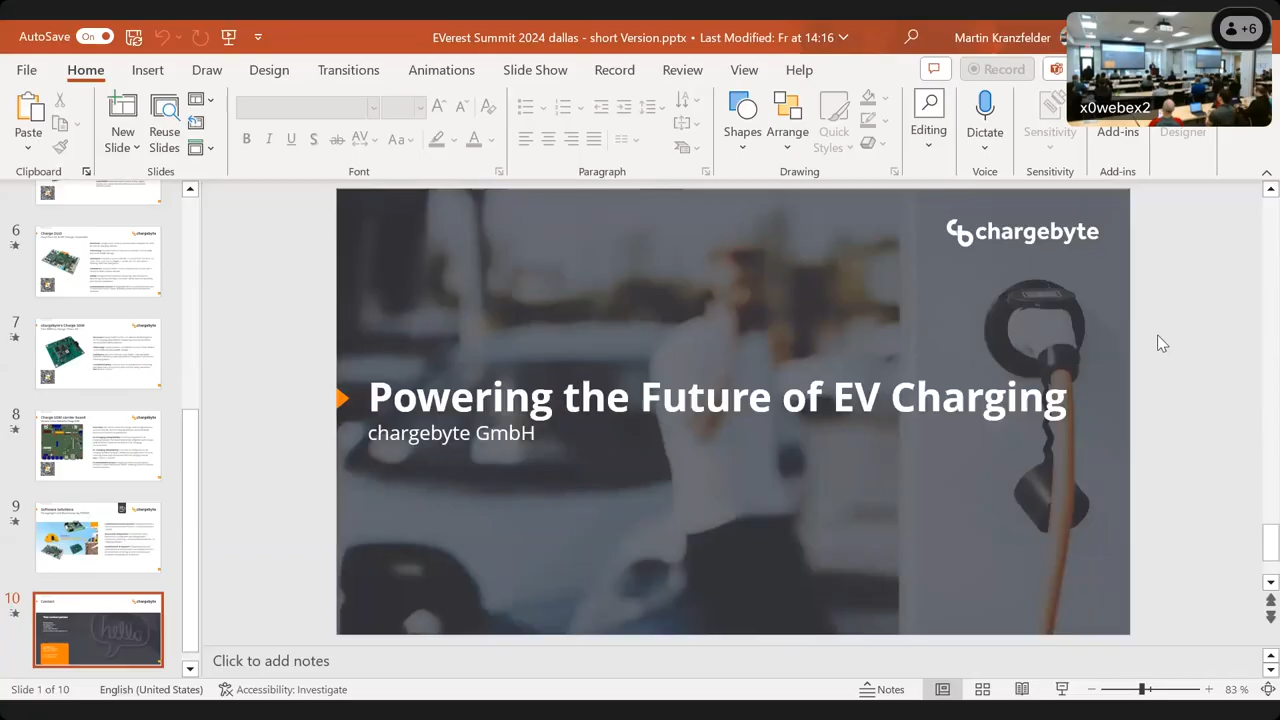 AutoSave On
EVerest Summit 2024 dallas - short Version.pptx • Last Modified: Fr at 14:16
Martin Kranzfelder
+6
x0webex2
File Home Insert Draw Design Transitions Animations Slide Show Record Review View Help
Record
Paste
New Slide
Reuse Slides
Shapes
Arrange
Quick Styles
Editing
Dictate
Sensitivity
Add-ins
Designer
Clipboard
Slides
Font
Paragraph
Drawing
Voice
Sensitivity
Add-ins
chargebyte
Powering the Future of EV Charging
chargebyte GmbH
6
7
8
9
Software Solutions
10
Contact
chargebyte
Click to add notes
Slide 1 of 10
English (United States)
Accessibility: Investigate
Notes
83 %